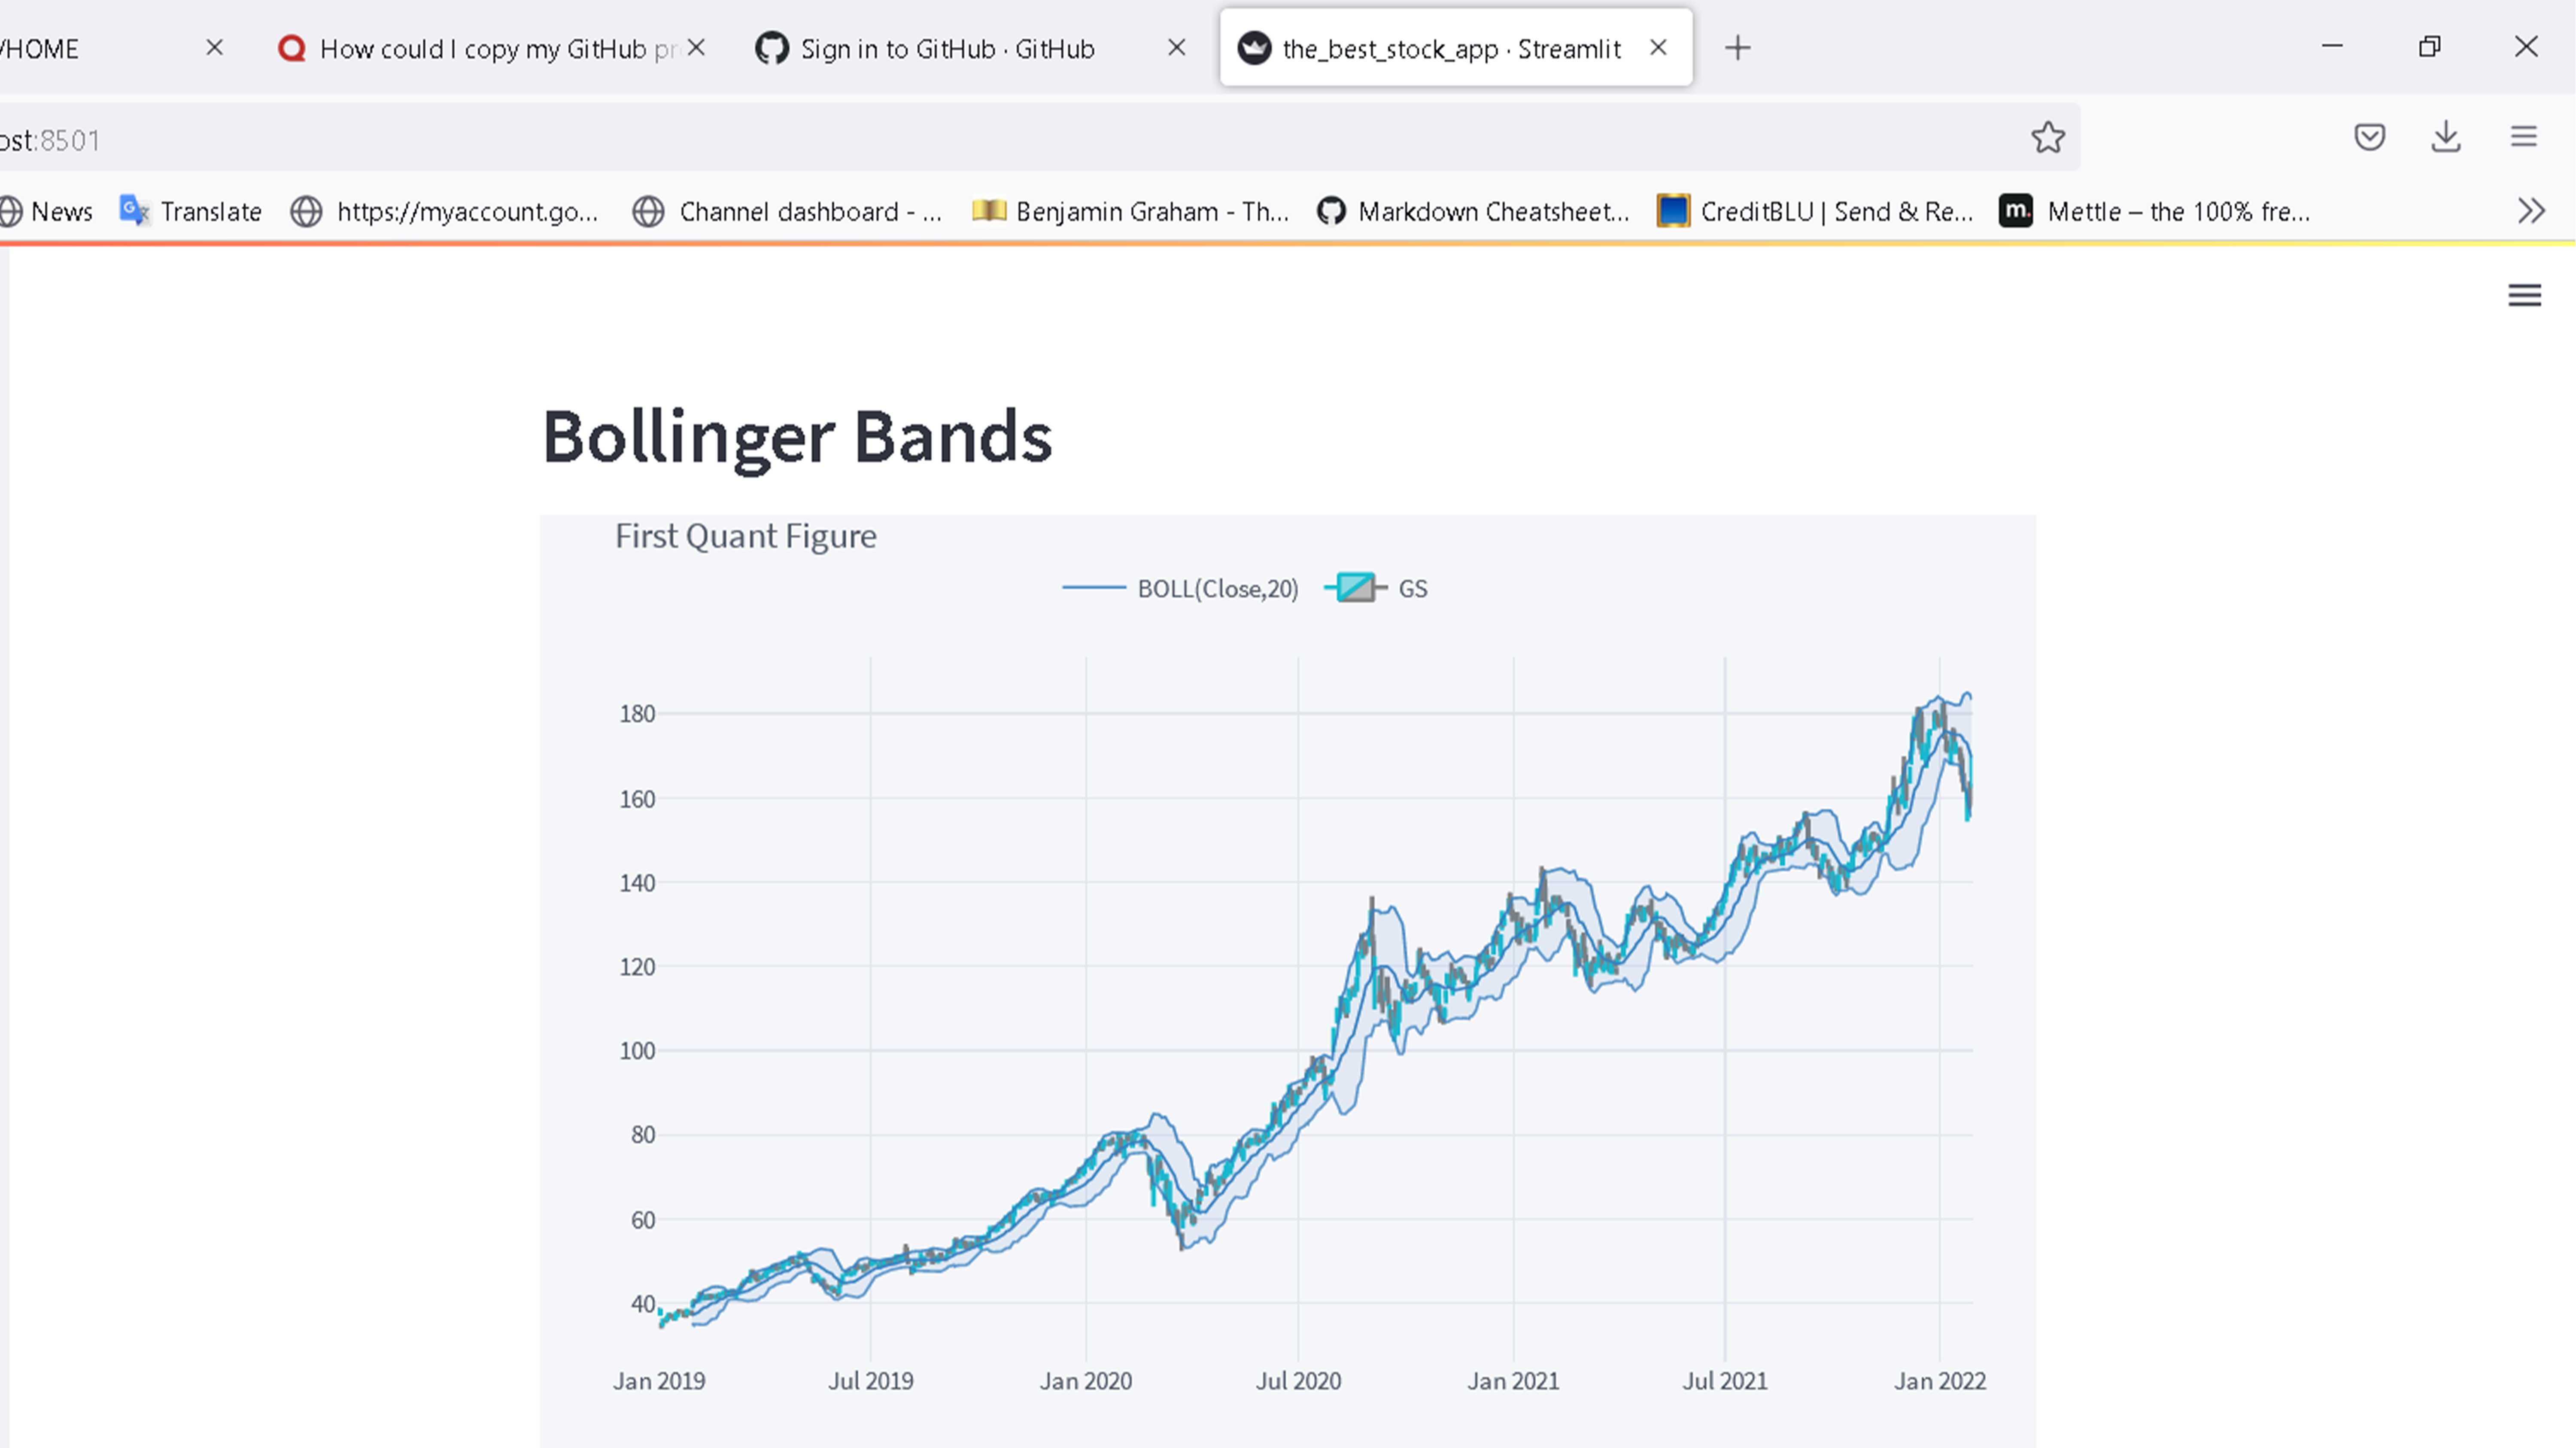 /HOME
How could I copy my GitHub pr
Sign in to GitHub · GitHub
the_best_stock_app · Streamlit
ost:8501
News
Translate
https://myaccount.go...
Channel dashboard - ...
Benjamin Graham - Th...
Markdown Cheatsheet...
CreditBLU | Send & Re...
m.
Mettle – the 100% fre...
Bollinger Bands
First Quant Figure
BOLL(Close,20)
GS
180
160
140
120
100
80
60
40
Jan 2019
Jul 2019
Jan 2020
Jul 2020
Jan 2021
Jul 2021
Jan 2022